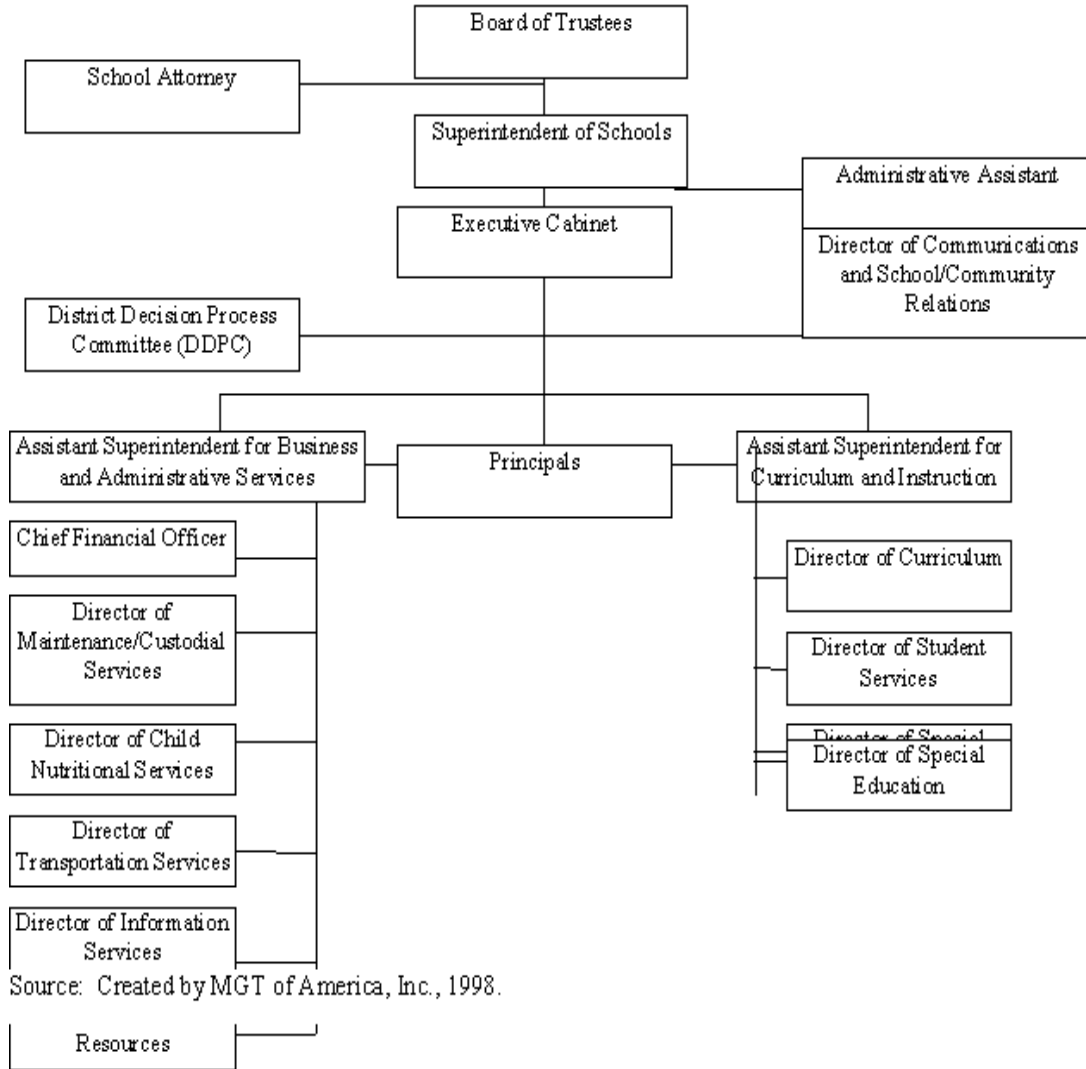 Board of Trustees
School Attorney
Superintendent of Schools
Administrative Assistant
Executive Cabinet
Director of Communications
and School/Community
Relations
District Decision Process
Committee (DDPC)
Assistant Superintendent for Business
and Administrative Services
Principals
Assistant Superintendent for
Curriculum and Instruction
Chief Financial Officer
Director of
Maintenance/Custodial
Services
Director of Child
Nutritional Services
Director of
Transportation Services
Director of Information
Services
Director of Curriculum
Director of Student
Services
Director of Special
Director of Special
Education
Source: Created by MGT of America, Inc., 1998.
Resources